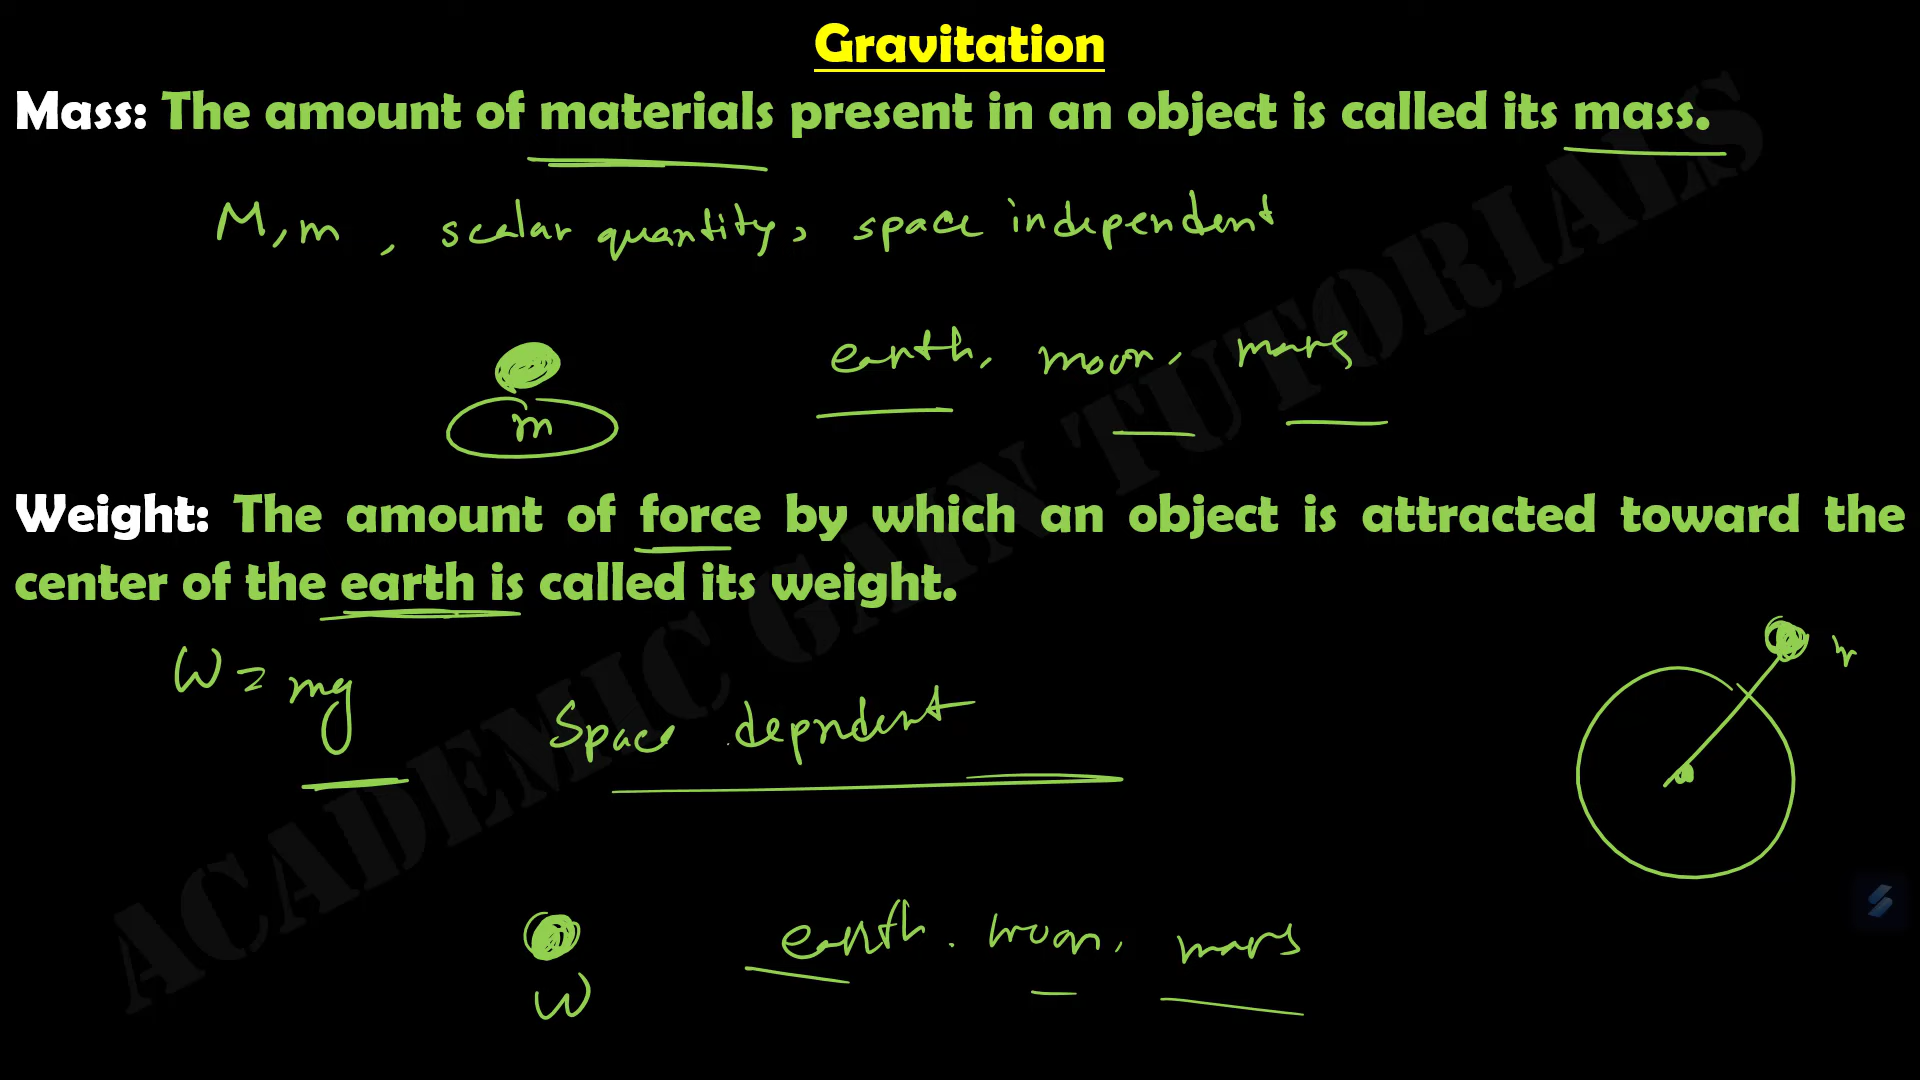 Gravitation
Mass: The amount of materials present in an object is called its mass.
M, m , scalar quantity, space independent
earth, moon, mars
m
Weight: The amount of force by which an object is attracted toward the
center of the earth is called its weight.
W = mg
Space depndent
earth. moon, mars
W
ACADEMIC GAIN TUTORIALS